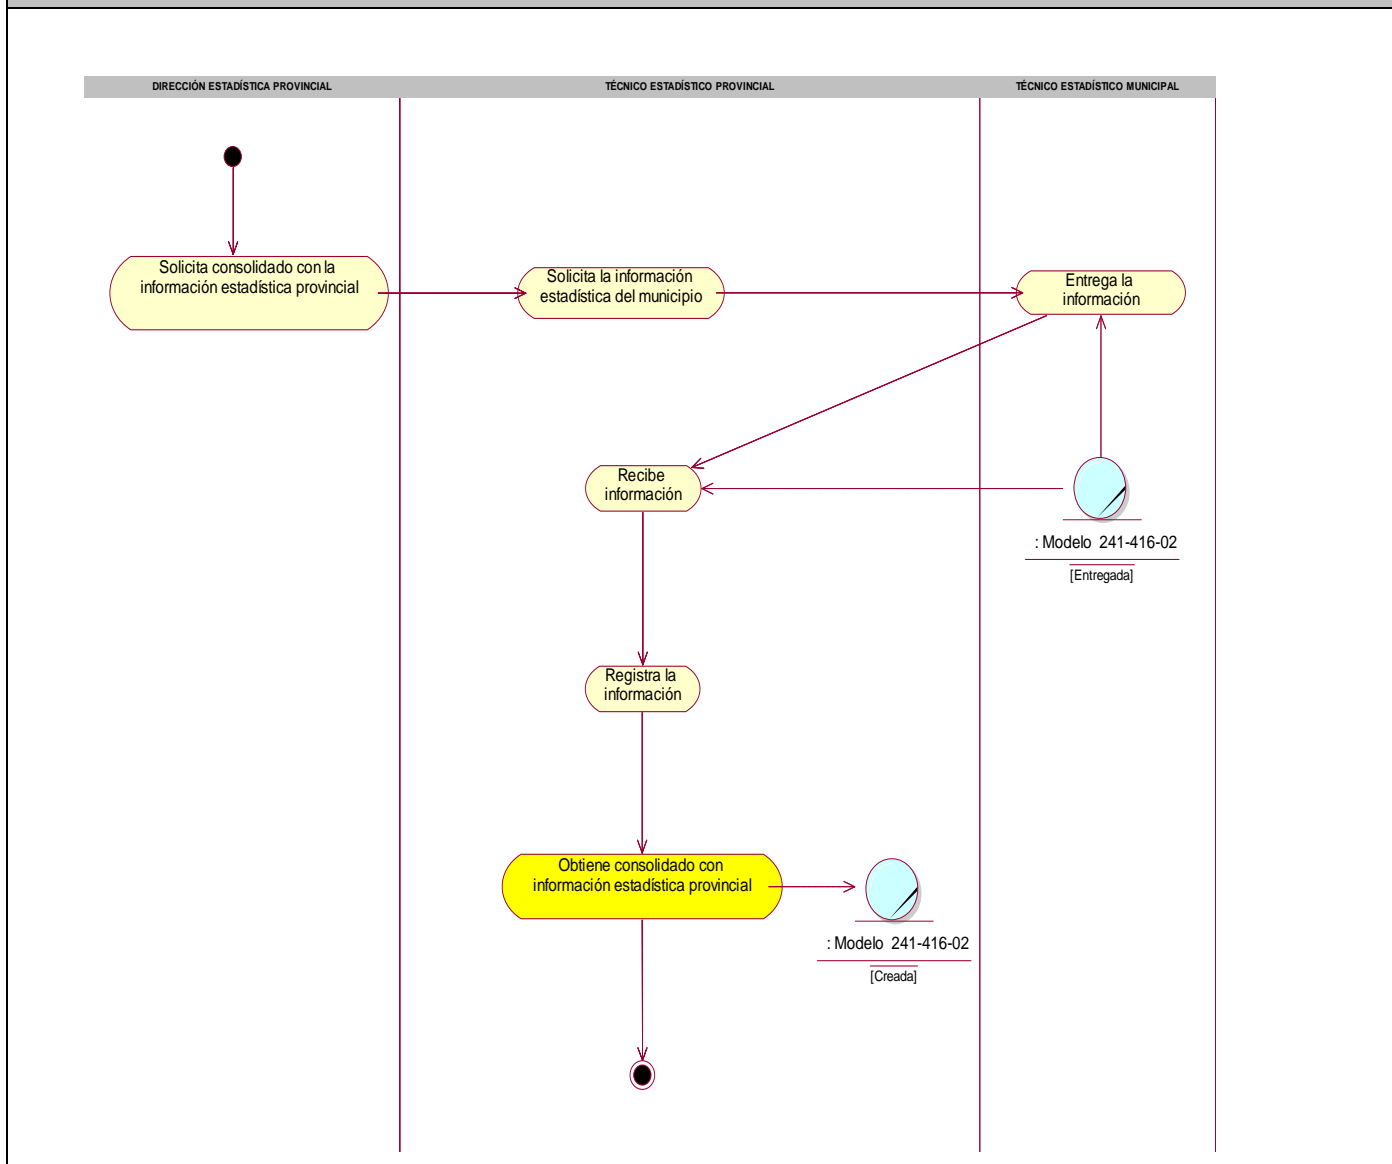 DIRECCIÓN ESTADÍSTICA PROVINCIAL
TÉCNICO ESTADÍSTICO PROVINCIAL
TÉCNICO ESTADÍSTICO MUNICIPAL
Solicita consolidado con la
información estadística provincial
Solicita la información
estadística del municipio
Entrega la
información
Recibe
información
: Modelo 241-416-02
[Entregada]
Registra la
información
Obtiene consolidado con
información estadística provincial
: Modelo 241-416-02
[Creada]